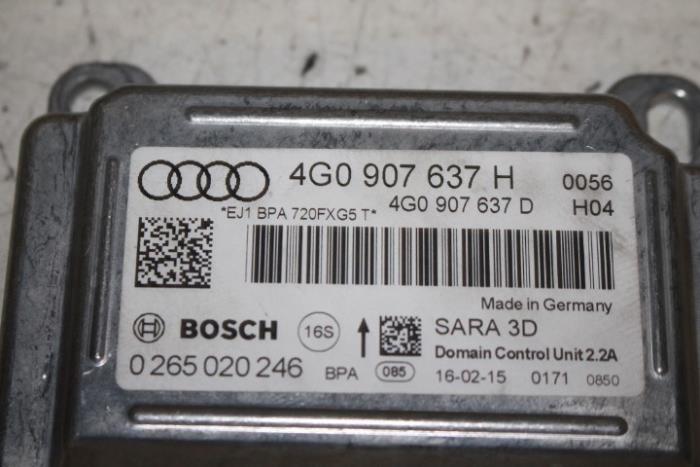 4G0 907 637 H 0056
*EJ1 BPA 720FXG5 T* 4G0 907 637 D H04
Made in Germany
BOSCH 16S SARA 3D
Domain Control Unit 2.2A
0 265 020 246 BPA 085 16-02-15 0171 0850